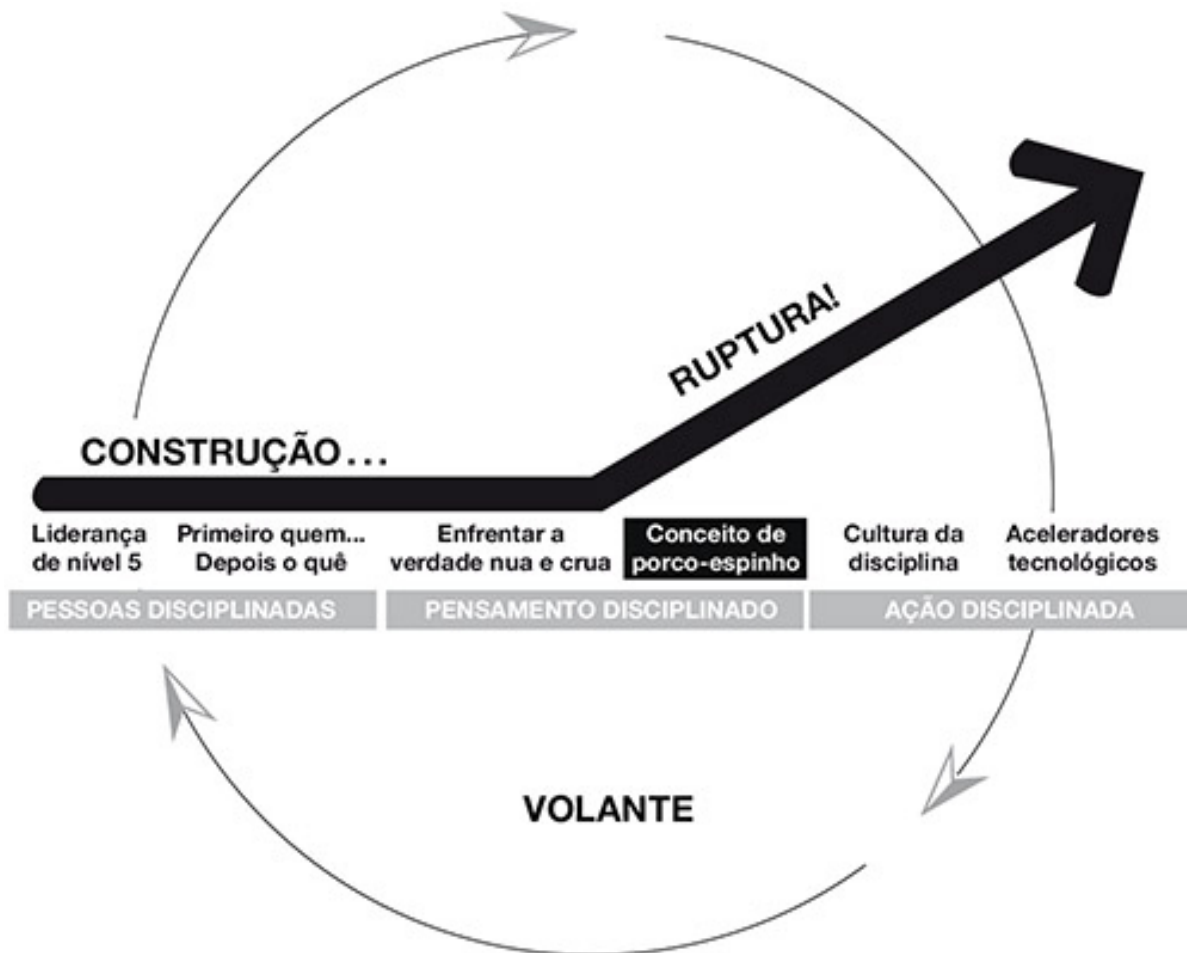 RUPTURA!
CONSTRUÇÃO...
Liderança
de nível 5
Primeiro quem...
Depois o quê
Enfrentar a
verdade nua e crua
Conceito de
porco-espinho
Cultura da
disciplina
Aceleradores
tecnológicos
PESSOAS DISCIPLINADAS
PENSAMENTO DISCIPLINADO
AÇÃO DISCIPLINADA
VOLANTE